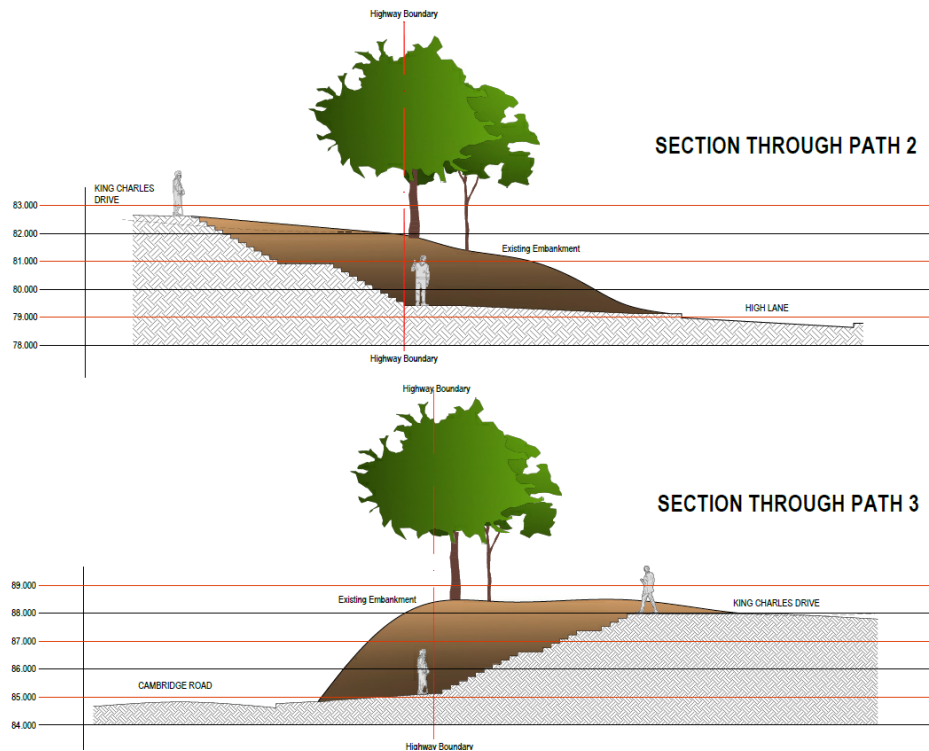 Highway Boundary
SECTION THROUGH PATH 2
KING CHARLES
DRIVE
83.000
82.000
Existing Embankment
81.000
80.000
HIGH LANE
79.000
78.000
Highway Boundary
Highway Boundary
SECTION THROUGH PATH 3
89.000
Existing Embankment
KING CHARLES DRIVE
88.000
87.000
86.000
CAMBRIDGE ROAD
85.000
84.000
Highway Boundary